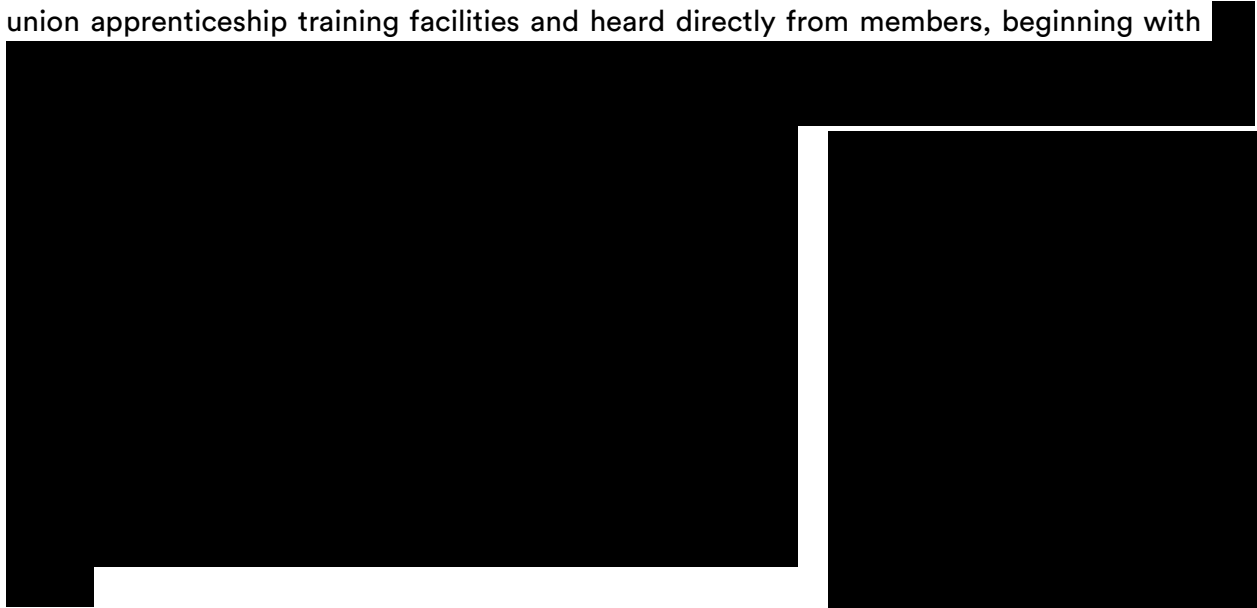 union apprenticeship training facilities and heard directly from members, beginning with